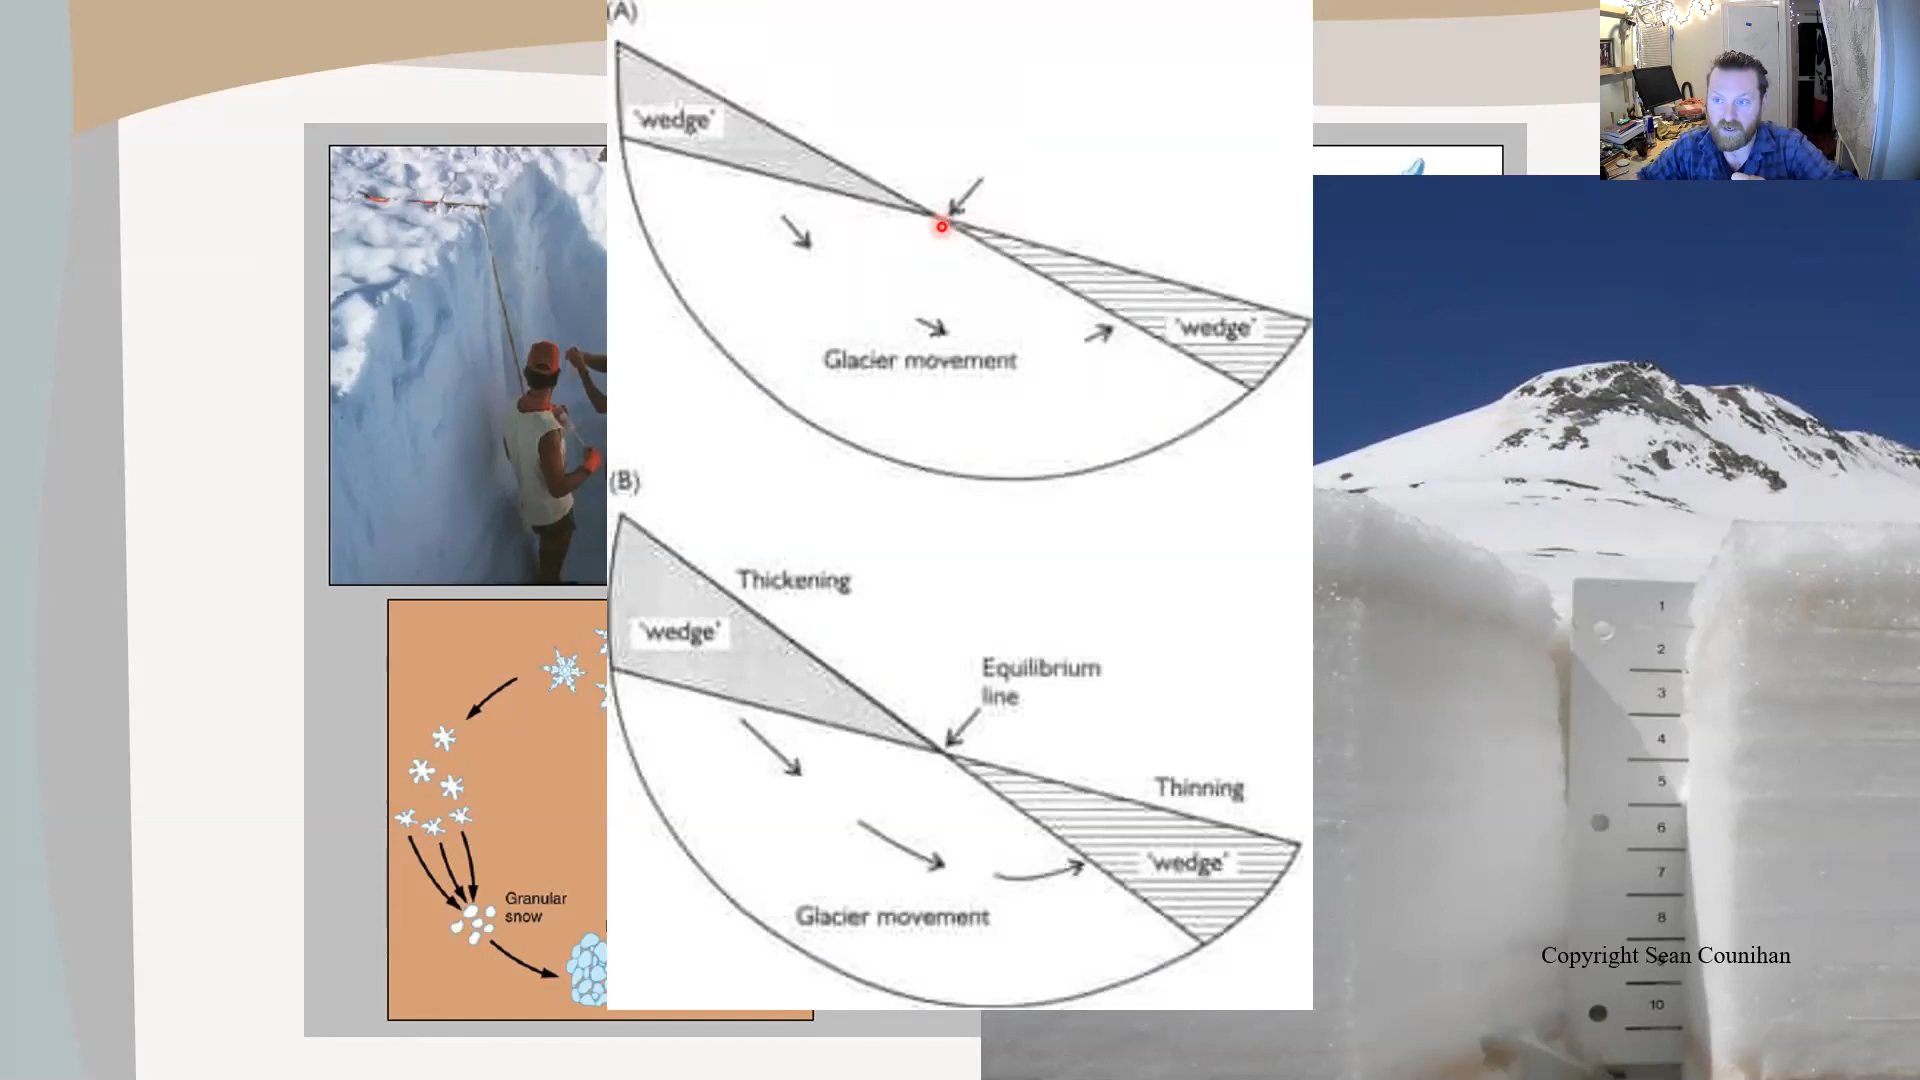 (A)
'wedge'
'wedge'
Glacier movement
(B)
Thickening
'wedge'
Equilibrium
line
Thinning
'wedge'
Glacier movement
Granular
snow
1
2
3
4
5
6
7
8
Copyright Sean Counihan
10